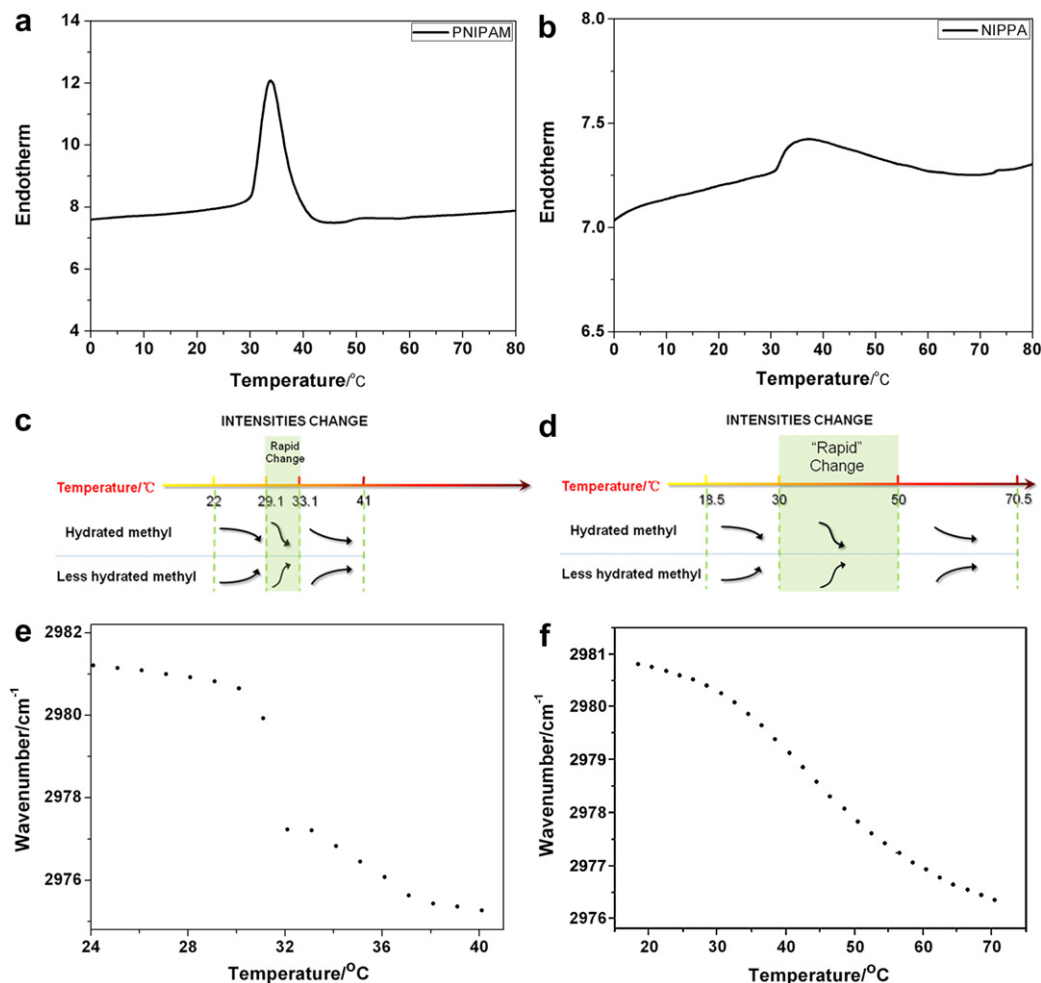 a
PNIPAM
14
12
10
8
6
4
Endotherm
0 10 20 30 40 50 60 70 80
Temperature/℃
b
NIPPA
8.0
7.5
7.0
6.5
Endotherm
0 10 20 30 40 50 60 70 80
Temperature/℃
c
INTENSITIES CHANGE
Rapid
Change
Temperature/℃
22 29.1 33.1 41
Hydrated methyl
Less hydrated methyl
d
INTENSITIES CHANGE
“Rapid”
Change
Temperature/℃
18.5 30 50 70.5
Hydrated methyl
Less hydrated methyl
e
2982
2980
2978
2976
Wavenumber/cm⁻¹
24 28 32 36 40
Temperature/⁰C
f
2981
2980
2979
2978
2977
2976
Wavenumber/cm⁻¹
20 30 40 50 60 70
Temperature/⁰C